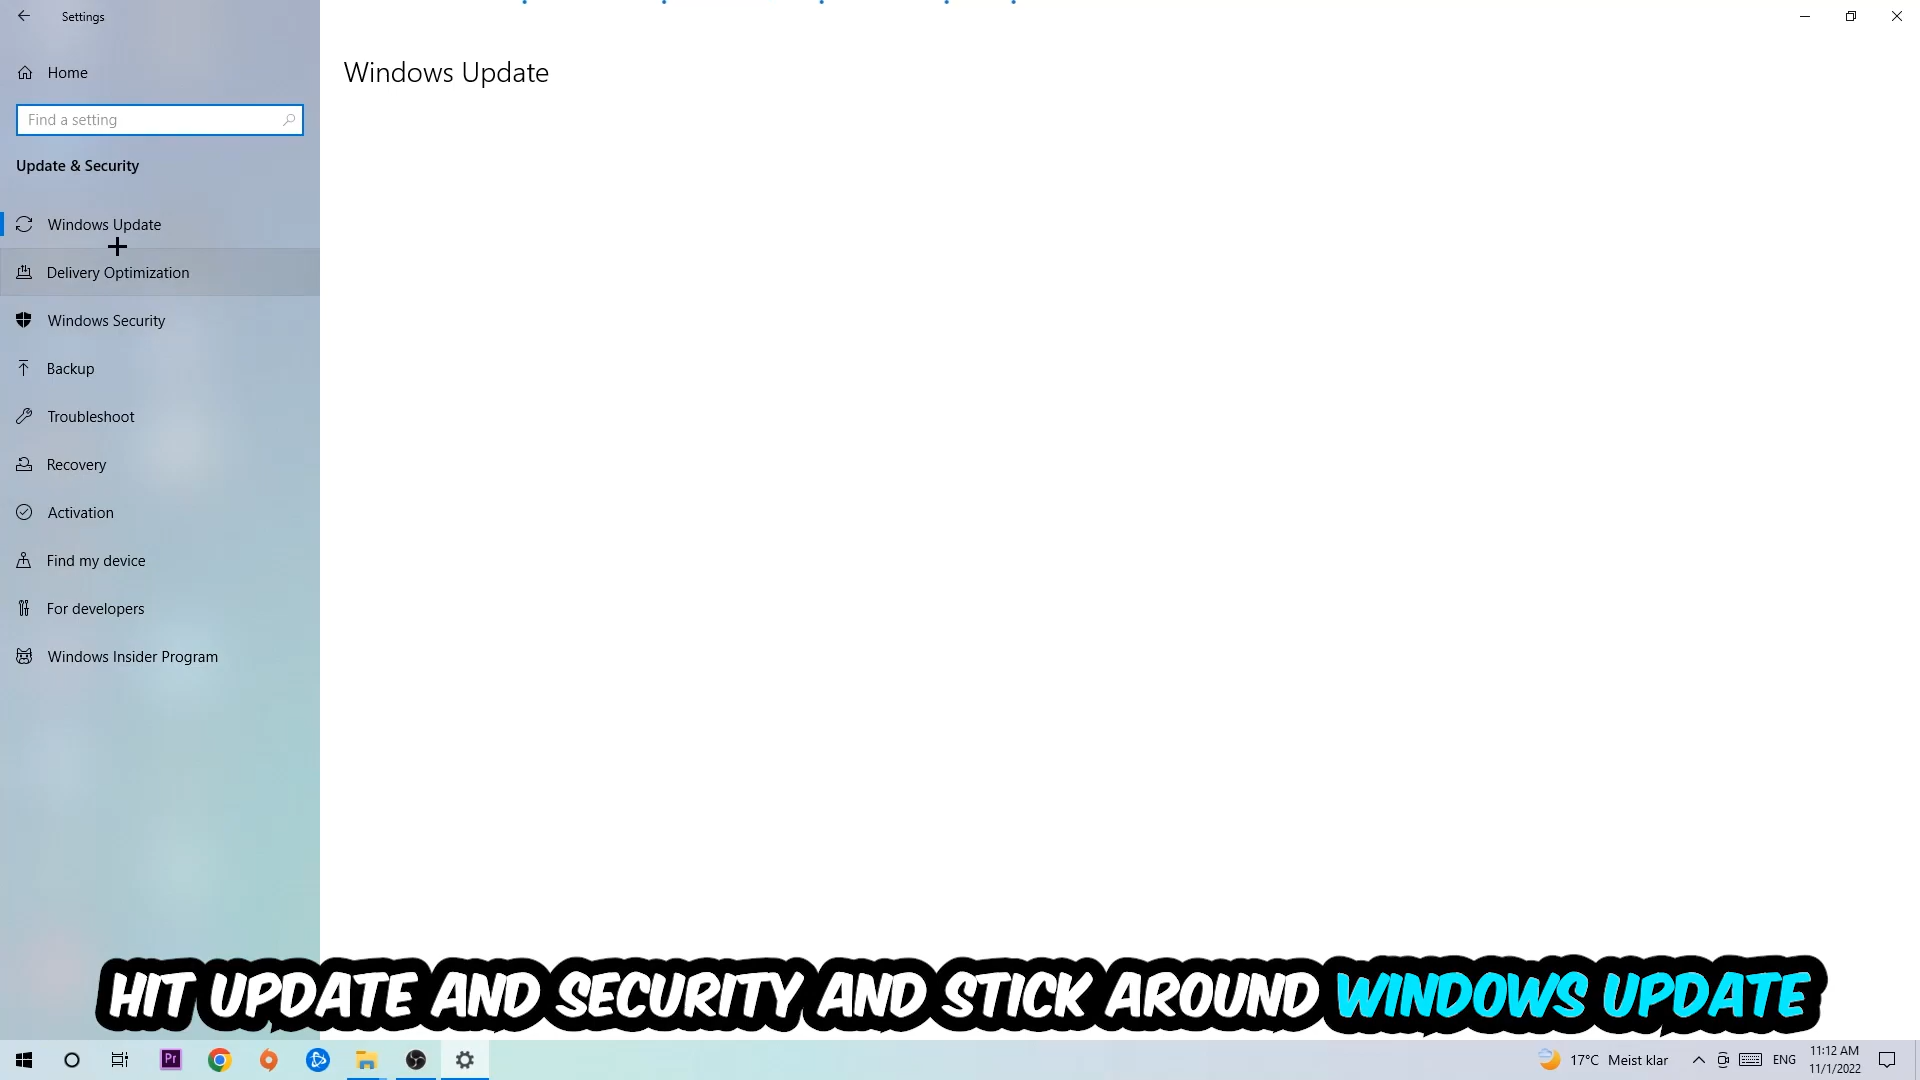 Settings
Home
Find a setting
Update & Security
Windows Update
Delivery Optimization
Windows Security
Backup
Troubleshoot
Recovery
Activation
Find my device
For developers
Windows Insider Program
Windows Update
HIT UPDATE AND SECURITY AND STICK AROUND WINDOWS UPDATE
Pr
17°C Meist klar
ENG
11:12 AM
11/1/2022